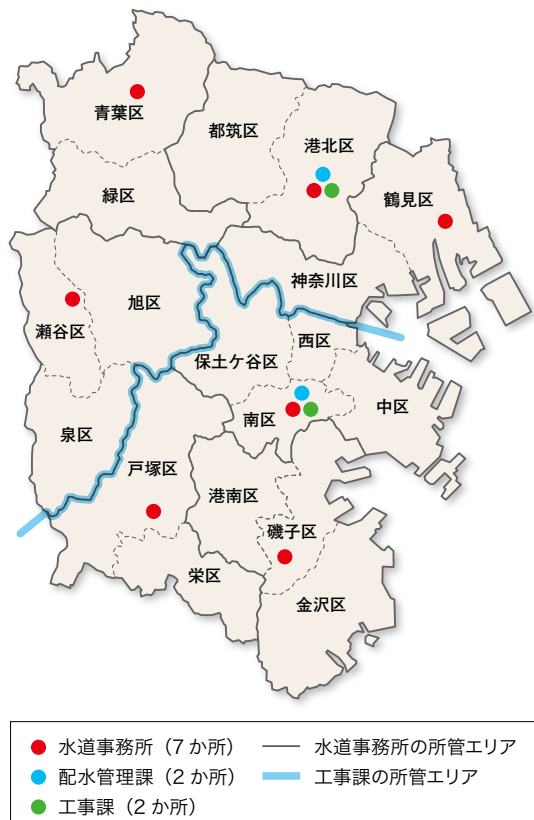 青葉区
都筑区
港北区
緑区
鶴見区
神奈川区
旭区
瀬谷区
西区
保土ケ谷区
中区
南区
泉区
戸塚区
港南区
磯子区
栄区
金沢区
水道事務所（7か所）
水道事務所の所管エリア
配水管理課（2か所）
工事課の所管エリア
工事課（2か所）